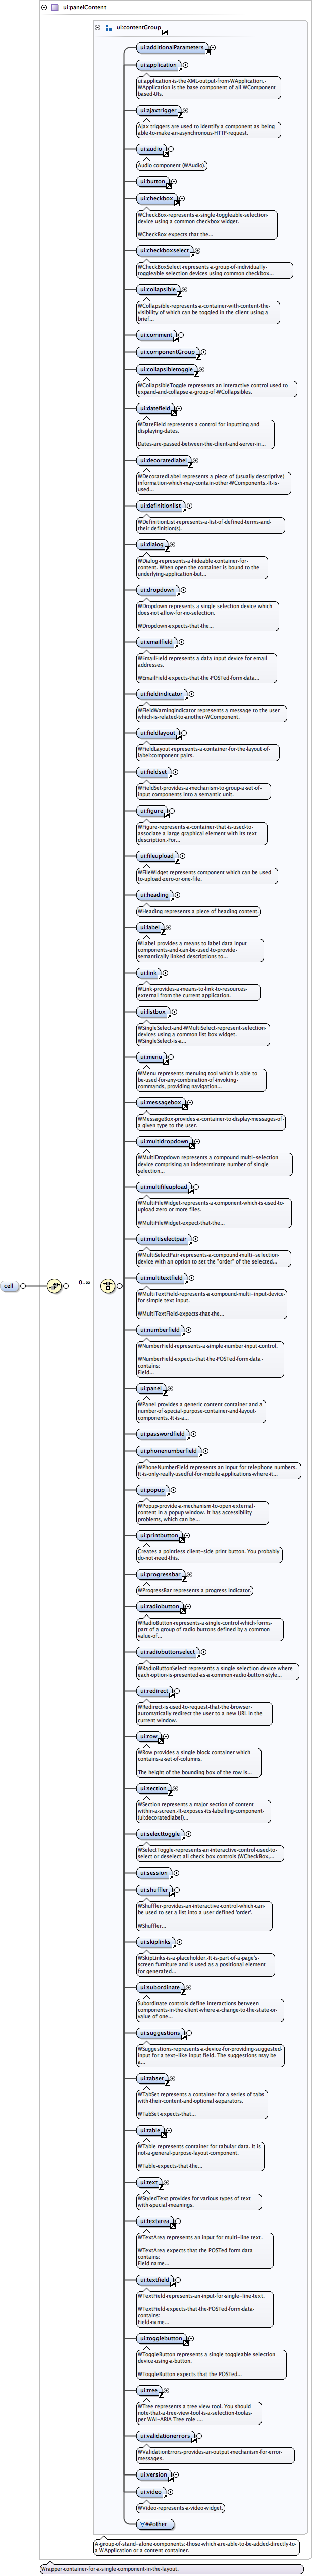 ui:panelContent
ui:contentGroup
ui:additionalParameters
ui:application
ui:application is the XML output from WApplication.
WApplication is the base component of all WComponent-
based UIs.
ui:ajaxtrigger
Ajax triggers are used to identify a component as being
able to make an asynchronous HTTP request.
ui:audio
Audio component (WAudio).
ui:button
ui:checkbox
WCheckBox represents a single toggleable selection
device using a common checkbox widget.
WCheckBox expects that the...
ui:checkboxselect
WCheckBoxSelect represents a group of individually
toggleable selection devices using common checkbox...
ui:collapsible
WCollapsible represents a container with content the
visibility of which can be toggled in the client using a
brief...
ui:comment
ui:componentGroup
ui:collapsibletoggle
WCollapsibleToggle represents an interactive control used to
expand and collapse a group of WCollapsibles.
ui:datefield
WDateField represents a control for inputting and
displaying dates.
Dates are passed between the client and server in...
ui:decoratedlabel
WDecoratedLabel represents a piece of (usually descriptive)
information which may contain other WComponents. It is
used...
ui:definitionlist
WDefinitionList represents a list of defined terms and
their definition(s).
ui:dialog
WDialog represents a hideable container for
content. When open the container is bound to the
underlying application but...
ui:dropdown
WDropdown represents a single selection device which
does not allow for no selection.
WDropdown expects that the...
ui:emailfield
WEmailField represents a data input device for email
addresses.
WEmailField expects that the POSTed form data...
ui:fieldindicator
WFieldWarningIndicator represents a message to the user
which is related to another WComponent.
ui:fieldlayout
WFieldLayout represents a container for the layout of
label:component pairs.
ui:fieldset
WFieldSet provides a mechanism to group a set of
input components into a semantic unit.
ui:figure
WFigure represents a container that is used to
associate a large graphical element with its text
description. For...
ui:fileupload
WFileWidget represents component which can be used
to upload zero or one file.
ui:heading
WHeading represents a piece of heading content.
ui:label
WLabel provides a means to label data input
components and can be used to provide
semantically linked descriptions to...
ui:link
WLink provides a means to link to resources
external from the current application.
ui:listbox
WSingleSelect and WMultiSelect represent selection
devices using a common list box widget.
WSingleSelect is a...
ui:menu
WMenu represents menuing tool which is able to
be used for any combination of invoking
commands, providing navigation...
ui:messagebox
WMessageBox provides a container to display messages of
a given type to the user.
ui:multidropdown
WMultiDropdown represents a compound multi-selection
device comprising an indeterminate number of single
selection...
ui:multifileupload
WMultiFileWidget represents a component which is used to
upload zero or more files.
WMultiFileWidget expect that the...
ui:multiselectpair
WMultiSelectPair represents a compound multi-selection
device with an option to set the "order" of the selected...
cell
0..∞
ui:multitextfield
WMultiTextField represents a compound multi-input device
for simple text input.
WMultiTextField expects that the...
ui:numberfield
WNumberField represents a simple number input control.
WNumberField expects that the POSTed form data
contains:
Field...
ui:panel
WPanel provides a generic content container and a
number of special purpose container and layout
components. It is a...
ui:passwordfield
ui:phonenumberfield
WPhoneNumberField represents an input for telephone numbers.
It is only really usedful for mobile applications where it...
ui:popup
WPopup provide a mechanism to open external
content in a popup window. It has accessibility
problems, which can be...
ui:printbutton
Creates a pointless client-side print button. You probably
do not need this.
ui:progressbar
WProgressBar represents a progress indicator.
ui:radiobutton
WRadioButton represents a single control which forms
part of a group of radio buttons defined by a common
value of...
ui:radiobuttonselect
WRadioButtonSelect represents a single selection device where
each option is presented as a common radio button style...
ui:redirect
WRedirect is used to request that the browser
automatically redirect the user to a new URL in the
current window.
ui:row
WRow provides a single block container which
contains a set of columns.
The height of the bounding box of the row is...
ui:section
WSection represents a major section of content
within a screen. It exposes its labelling component
(ui:decoratedlabel)...
ui:selecttoggle
WSelectToggle represents an interactive control used to
select or deselect all check box controls (WCheckBox,...
ui:session
ui:shuffler
WShuffler provides an interactive control which can
be used to set a list into a user defined 'order'.
WShuffler...
ui:skiplinks
WSkipLinks is a placeholder. It is part of a page's
screen furniture and is used as a positional element
for generated...
ui:subordinate
Subordinate controls define interactions between
components in the client where a change to the state or
value of one...
ui:suggestions
WSuggestions represents a device for providing suggested
input for a text-like input field. The suggestions may be
a...
ui:tabset
WTabSet represents a container for a series of tabs
with their content and optional separators.
WTabSet expects that...
ui:table
WTable represents container for tabular data. It is
not a general purpose layout component.
WTable expects that the...
ui:text
WStyledText provides for various types of text
with special meanings.
ui:textarea
WTextArea represents an input for multi-line text.
WTextArea expects that the POSTed form data
contains:
Field name...
ui:textfield
WTextField represents an input for single-line text.
WTextField expects that the POSTed form data
contains:
Field name...
ui:togglebutton
WToggleButton represents a single toggleable selection
device using a button.
WToggleButton expects that the POSTed...
ui:tree
WTree represents a tree view tool. You should
note that a tree view tool is a selection tool as
per WAI-ARIA Tree role -...
ui:validationerrors
WValidationErrors provides an output mechanism for error
messages.
ui:version
ui:video
WVideo represents a video widget.
##other
A group of stand-alone components: those which are able to be added directly to
a WApplication or a content container.
Wrapper container for a single component in the layout.